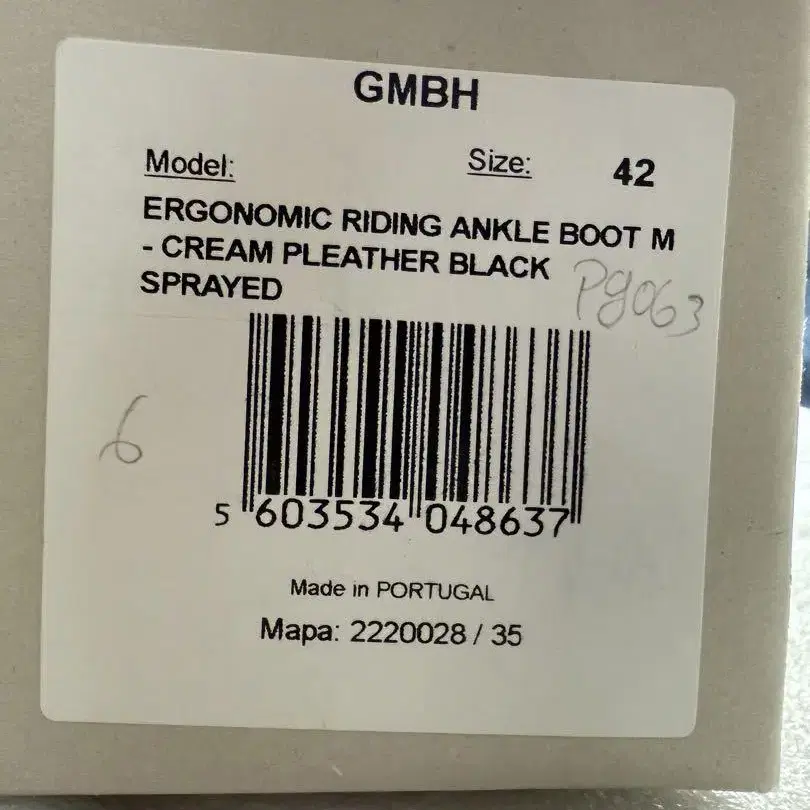 GMBH
Model: Size: 42
ERGONOMIC RIDING ANKLE BOOT M
- CREAM PLEATHER BLACK
SPRAYED
Pg063
6
5 603534 048637
Made in PORTUGAL
Mapa: 2220028 / 35